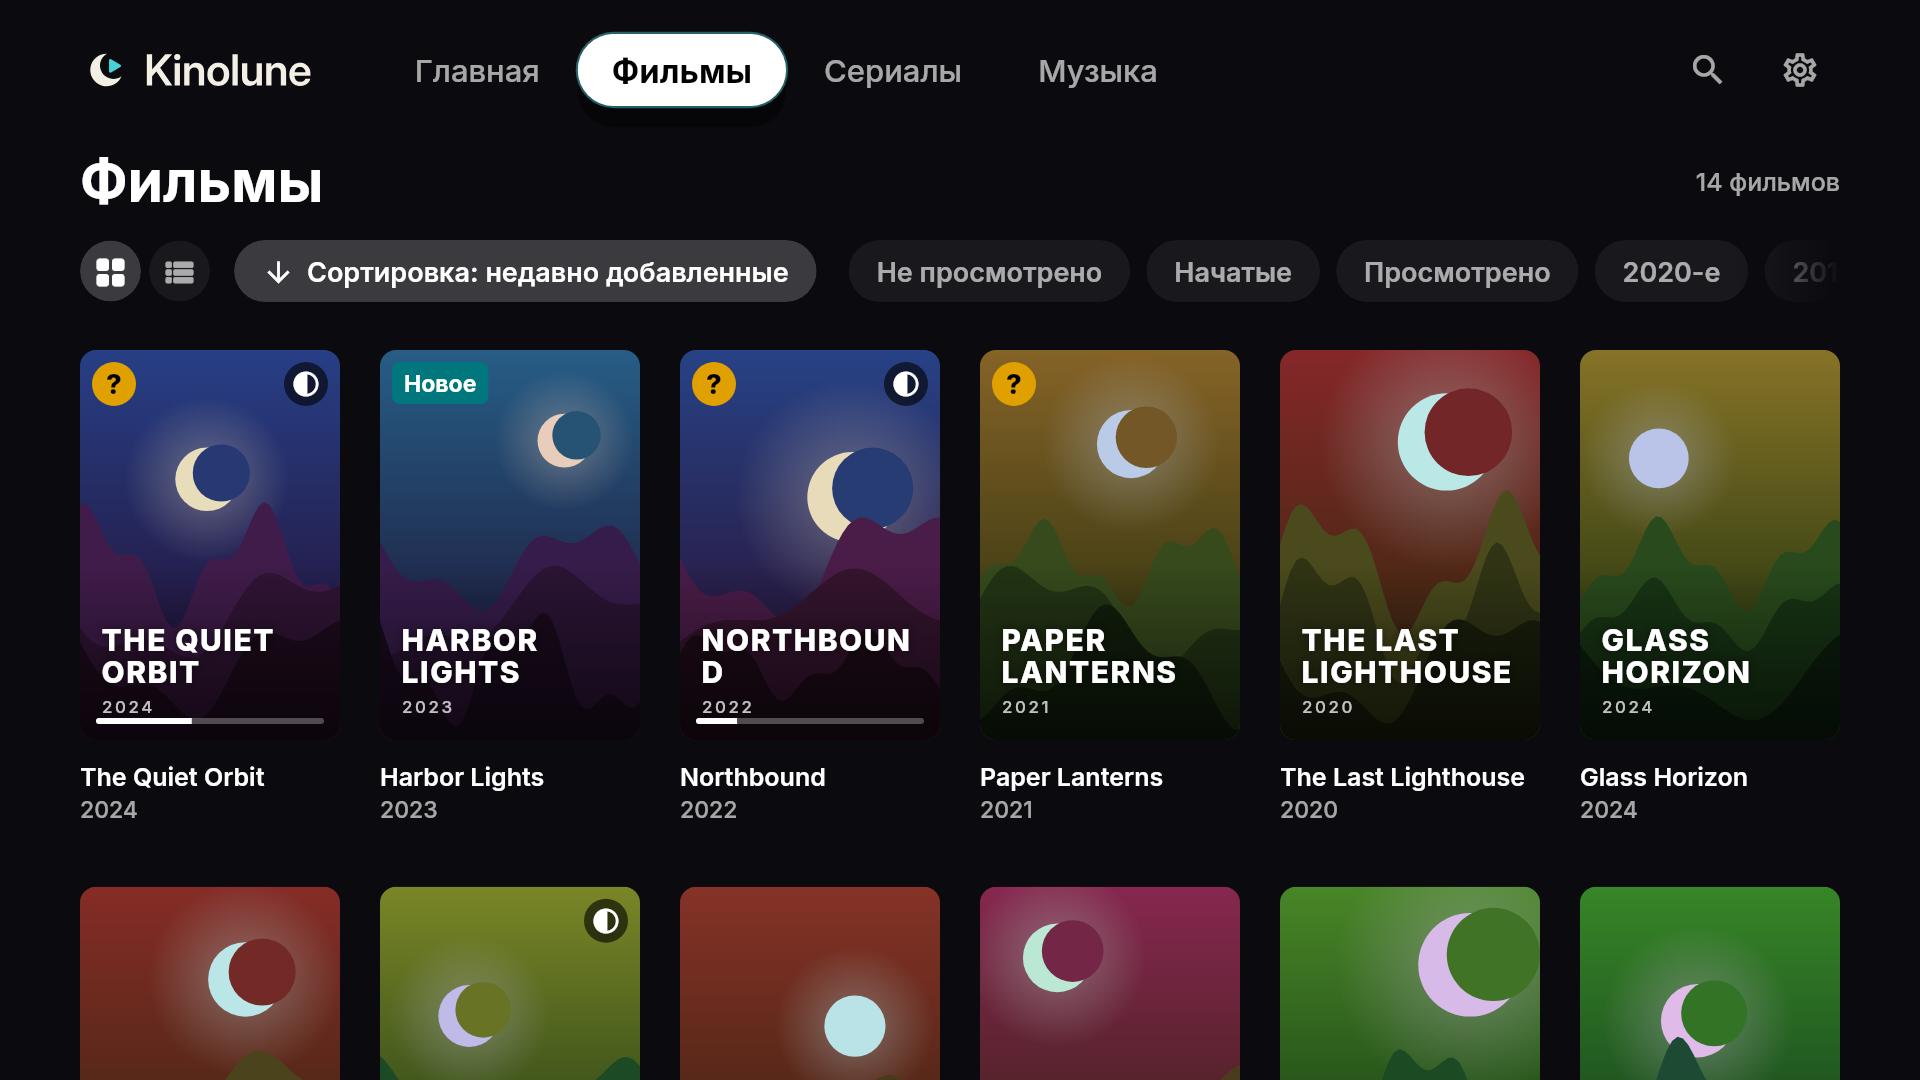 Kinolune
Главная
Фильмы
Сериалы
Музыка
Фильмы
14 фильмов
Сортировка: недавно добавленные
Не просмотрено
Начатые
Просмотрено
2020-е
?
Новое
?
?
THE QUIET
ORBIT
2024
HARBOR
LIGHTS
2023
NORTHBOUN
D
2022
PAPER
LANTERNS
2021
THE LAST
LIGHTHOUSE
2020
GLASS
HORIZON
2024
The Quiet Orbit
2024
Harbor Lights
2023
Northbound
2022
Paper Lanterns
2021
The Last Lighthouse
2020
Glass Horizon
2024